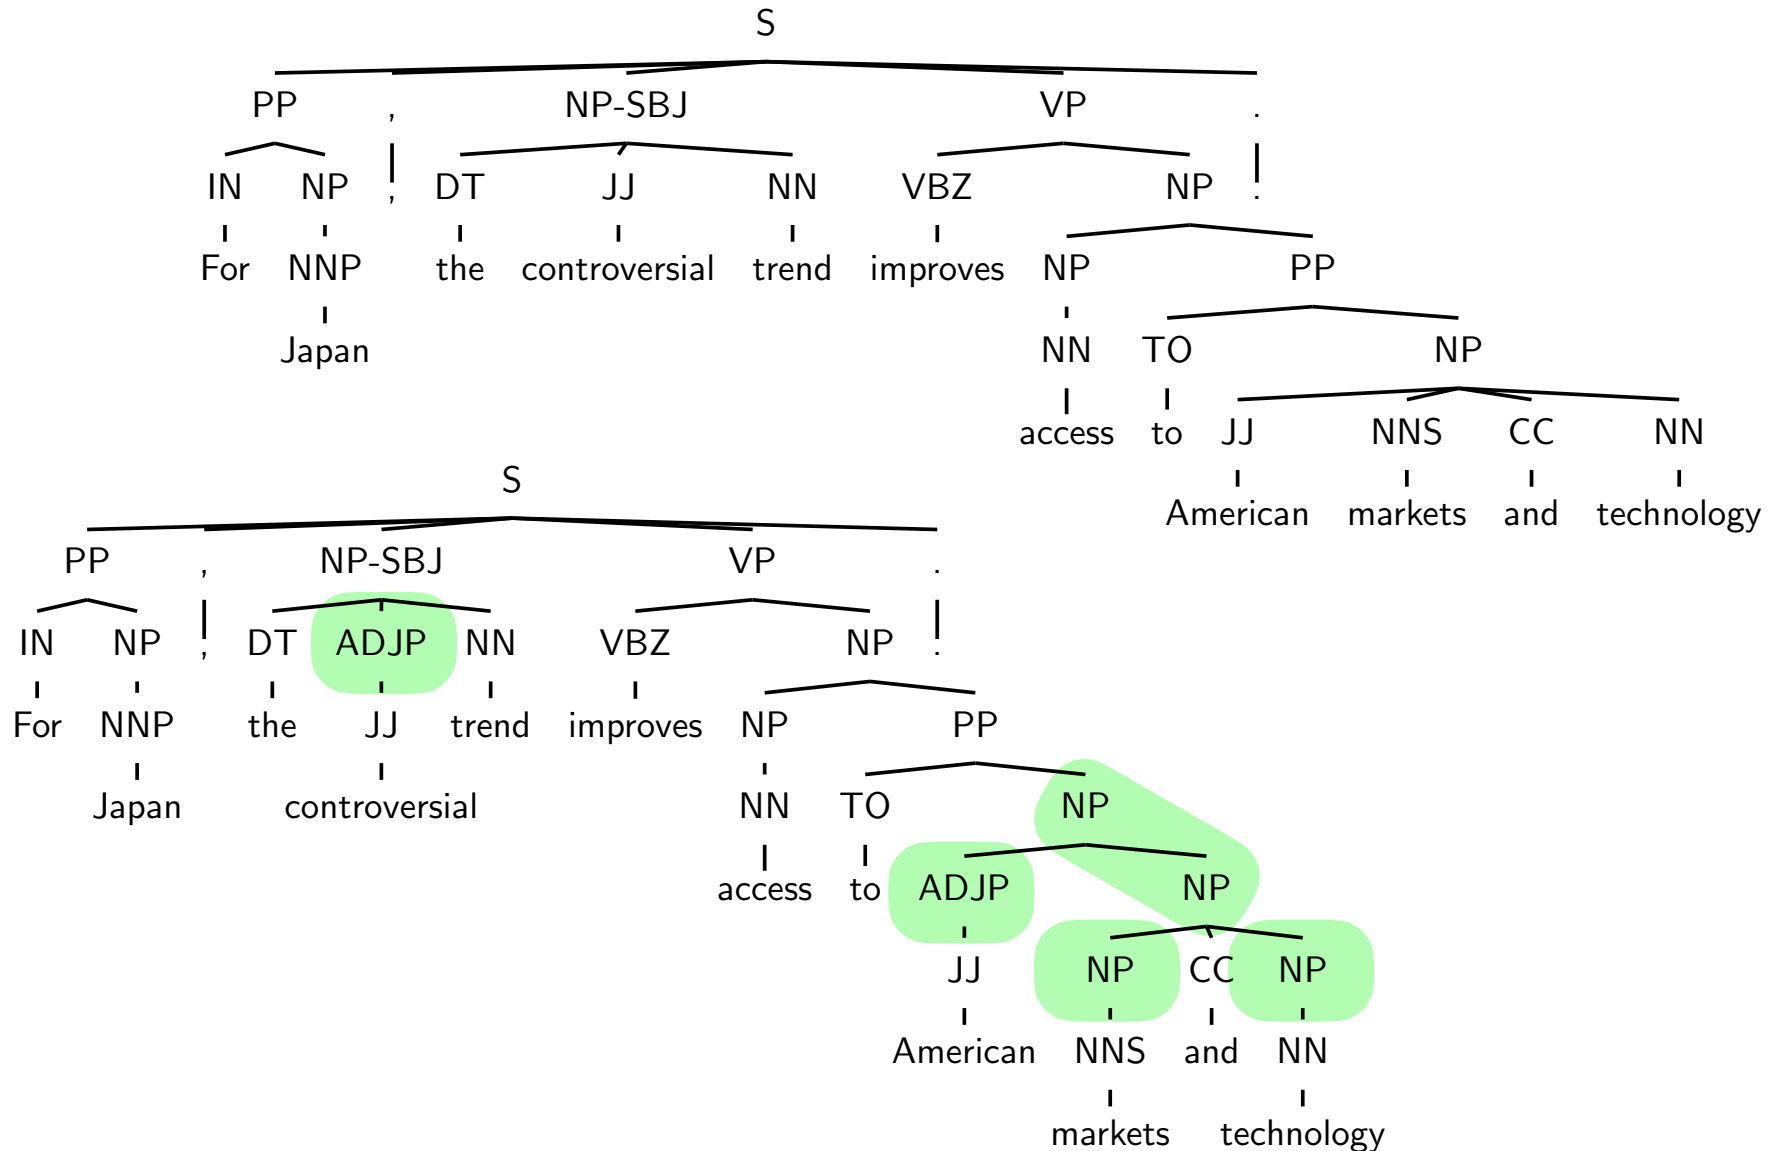 S
PP , NP-SBJ VP .
IN NP , DT JJ NN VBZ NP .
For NNP the controversial trend improves NP PP
Japan NN TO NP
access to JJ NNS CC NN
American markets and technology
S
PP , NP-SBJ VP .
IN NP , DT ADJP NN VBZ NP .
For NNP the JJ trend improves NP PP
Japan controversial NN TO NP
access to ADJP NP
JJ NP CC NP
American NNS and NN
markets technology